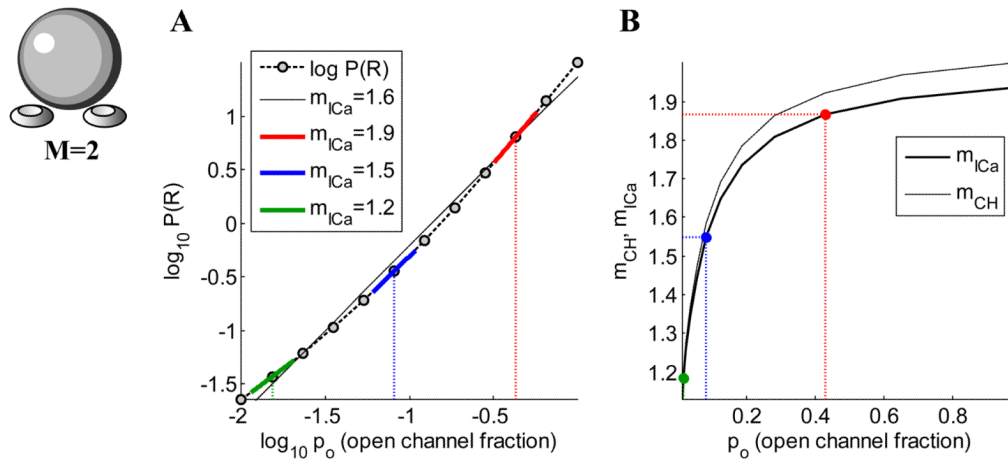 A
B
M=2
log P(R)
m_ICa=1.6
m_ICa=1.9
m_ICa=1.5
m_ICa=1.2
1
0.5
0
-0.5
-1
-1.5
log₁₀ P(R)
-2
-1.5
-1
-0.5
log₁₀ pₒ (open channel fraction)
1.9
1.8
1.7
1.6
1.5
1.4
1.3
1.2
m_CH, m_ICa
m_ICa
m_CH
0.2
0.4
0.6
0.8
pₒ (open channel fraction)